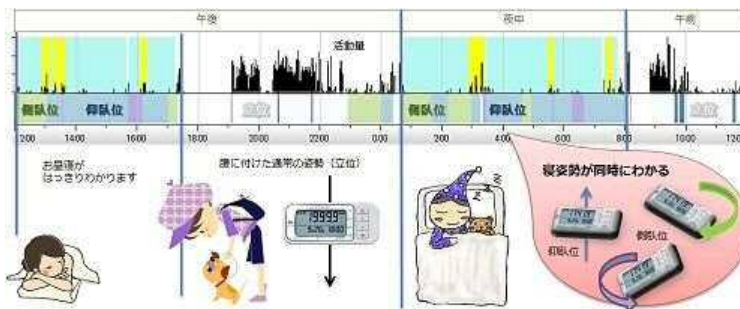 午後
夜中
午前
活動量
側臥位
仰臥位
立位
側臥位
仰臥位
立位
1200
1400
1600
1800
2000
2200
000
200
400
600
800
1000
1200
お昼寝が
はっきりわかります
腰に付けた通常の姿勢（立位）
19999
寝姿勢が同時にわかる
仰臥位
側臥位